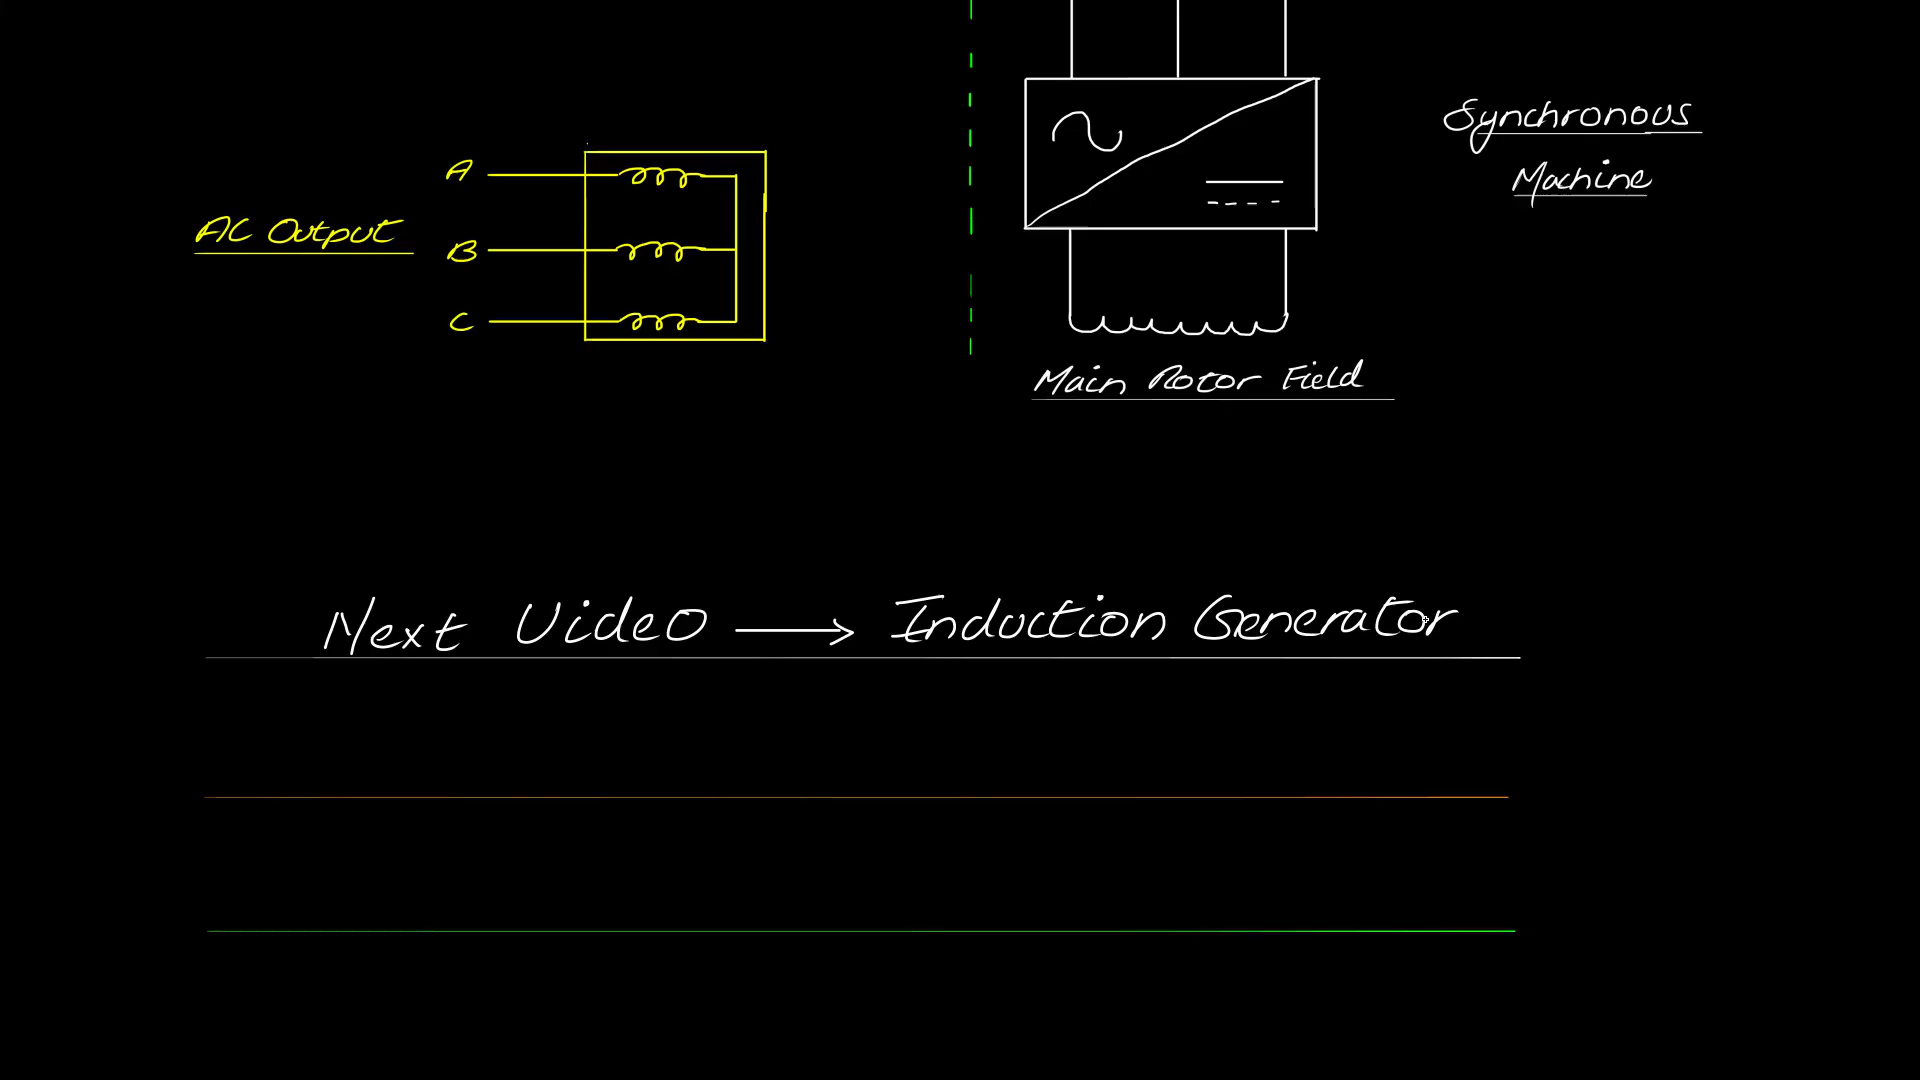 Synchronous
Machine
A
AC Output
B
C
Main Rotor Field
Next Video → Induction Generator